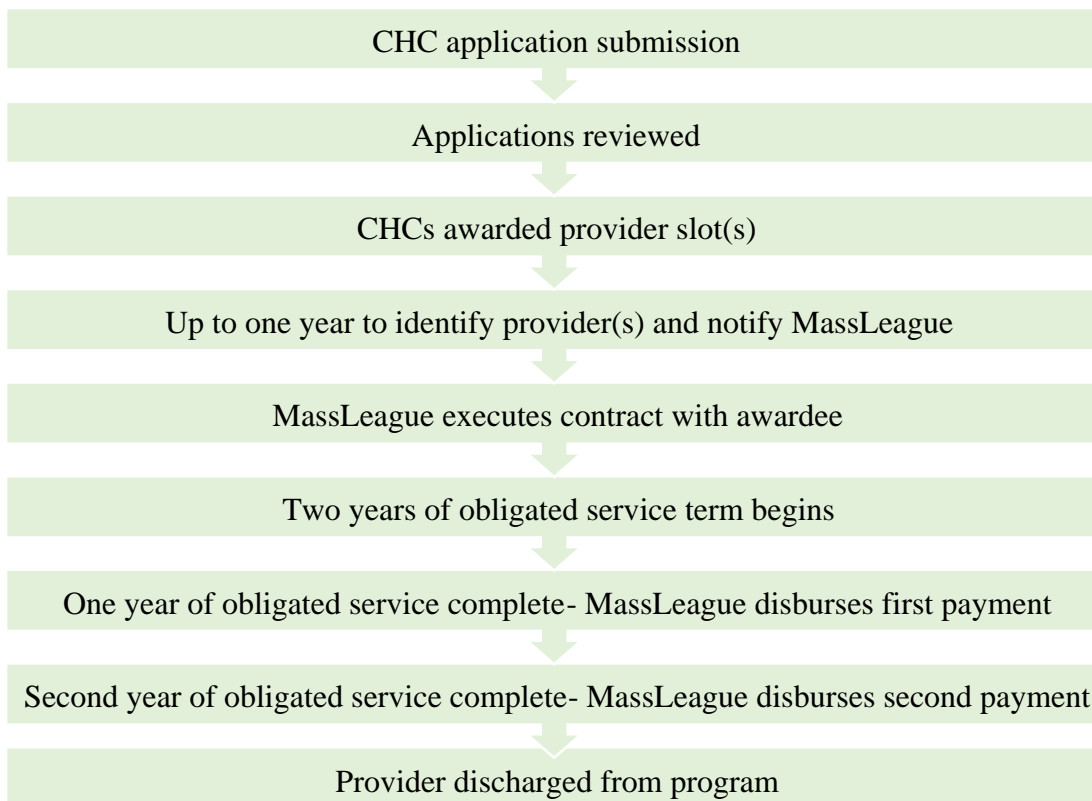 CHC application submission
Applications reviewed
CHCs awarded provider slot(s)
Up to one year to identify provider(s) and notify MassLeague
MassLeague executes contract with awardee
Two years of obligated service term begins
One year of obligated service complete- MassLeague disburses first payment
Second year of obligated service complete- MassLeague disburses second payment
Provider discharged from program